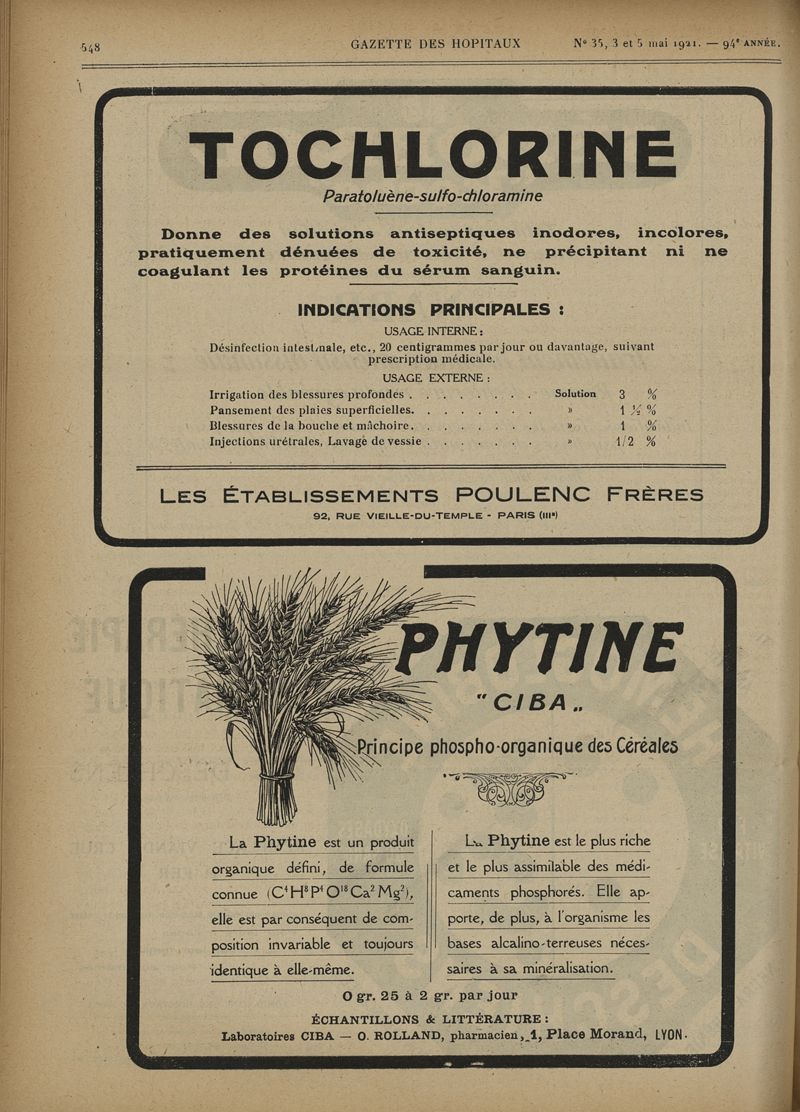 548 GAZETTE DES HOPITAUX Nº 35, 3 et 5 mai 1921. — 94e ANNÉE.
TOCHLORINE
Paratoluène-sulfo-chloramine
Donne des solutions antiseptiques inodores, incolores,
pratiquement dénuées de toxicité, ne précipitant ni ne
coagulant les protéines du sérum sanguin.
INDICATIONS PRINCIPALES :
USAGE INTERNE :
Désinfection intestinale, etc., 20 centigrammes par jour ou davantage, suivant
prescription médicale.
USAGE EXTERNE :
Irrigation des blessures profondes . . . . . . . . Solution 3 %
Pansement des plaies superficielles. . . . . . . . » 1 ½ %
Blessures de la bouche et mâchoire. . . . . . . . » 1 %
Injections urétrales, Lavage de vessie . . . . . . » 1/2 %
LES ÉTABLISSEMENTS POULENC FRÈRES
92, RUE VIEILLE-DU-TEMPLE - PARIS (IIIe)
PHYTINE
"CIBA„
Principe phospho-organique des Céréales
La Phytine est un produit
organique défini, de formule
connue (C⁴H⁸P⁴O¹⁸Ca²Mg²),
elle est par conséquent de com-
position invariable et toujours
identique à elle-même.
La Phytine est le plus riche
et le plus assimilable des médi-
caments phosphorés. Elle ap-
porte, de plus, à l'organisme les
bases alcalino-terreuses néces-
saires à sa minéralisation.
0 gr. 25 à 2 gr. par jour
ÉCHANTILLONS & LITTÉRATURE :
Laboratoires CIBA — O. ROLLAND, pharmacien, 1, Place Morand, LYON.